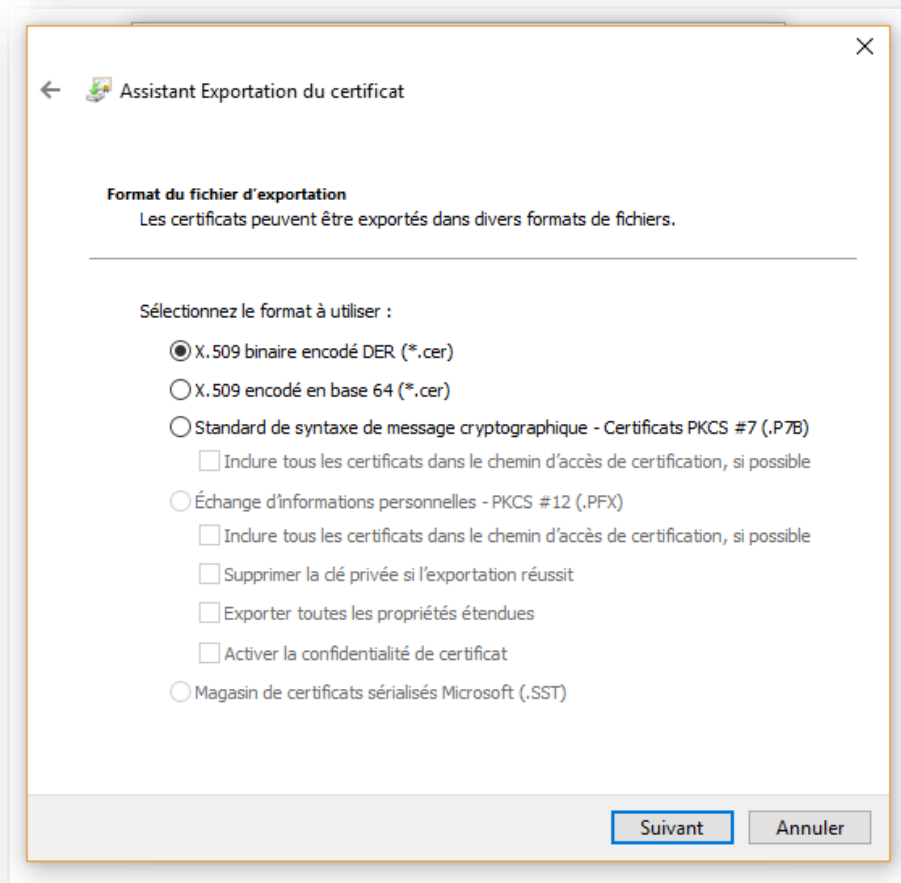 Assistant Exportation du certificat
Format du fichier d'exportation
Les certificats peuvent être exportés dans divers formats de fichiers.
Sélectionnez le format à utiliser :
X.509 binaire encodé DER (*.cer)
X.509 encodé en base 64 (*.cer)
Standard de syntaxe de message cryptographique - Certificats PKCS #7 (.P7B)
Inclure tous les certificats dans le chemin d'accès de certification, si possible
Échange d'informations personnelles - PKCS #12 (.PFX)
Inclure tous les certificats dans le chemin d'accès de certification, si possible
Supprimer la clé privée si l'exportation réussit
Exporter toutes les propriétés étendues
Activer la confidentialité de certificat
Magasin de certificats sérialisés Microsoft (.SST)
Suivant Annuler